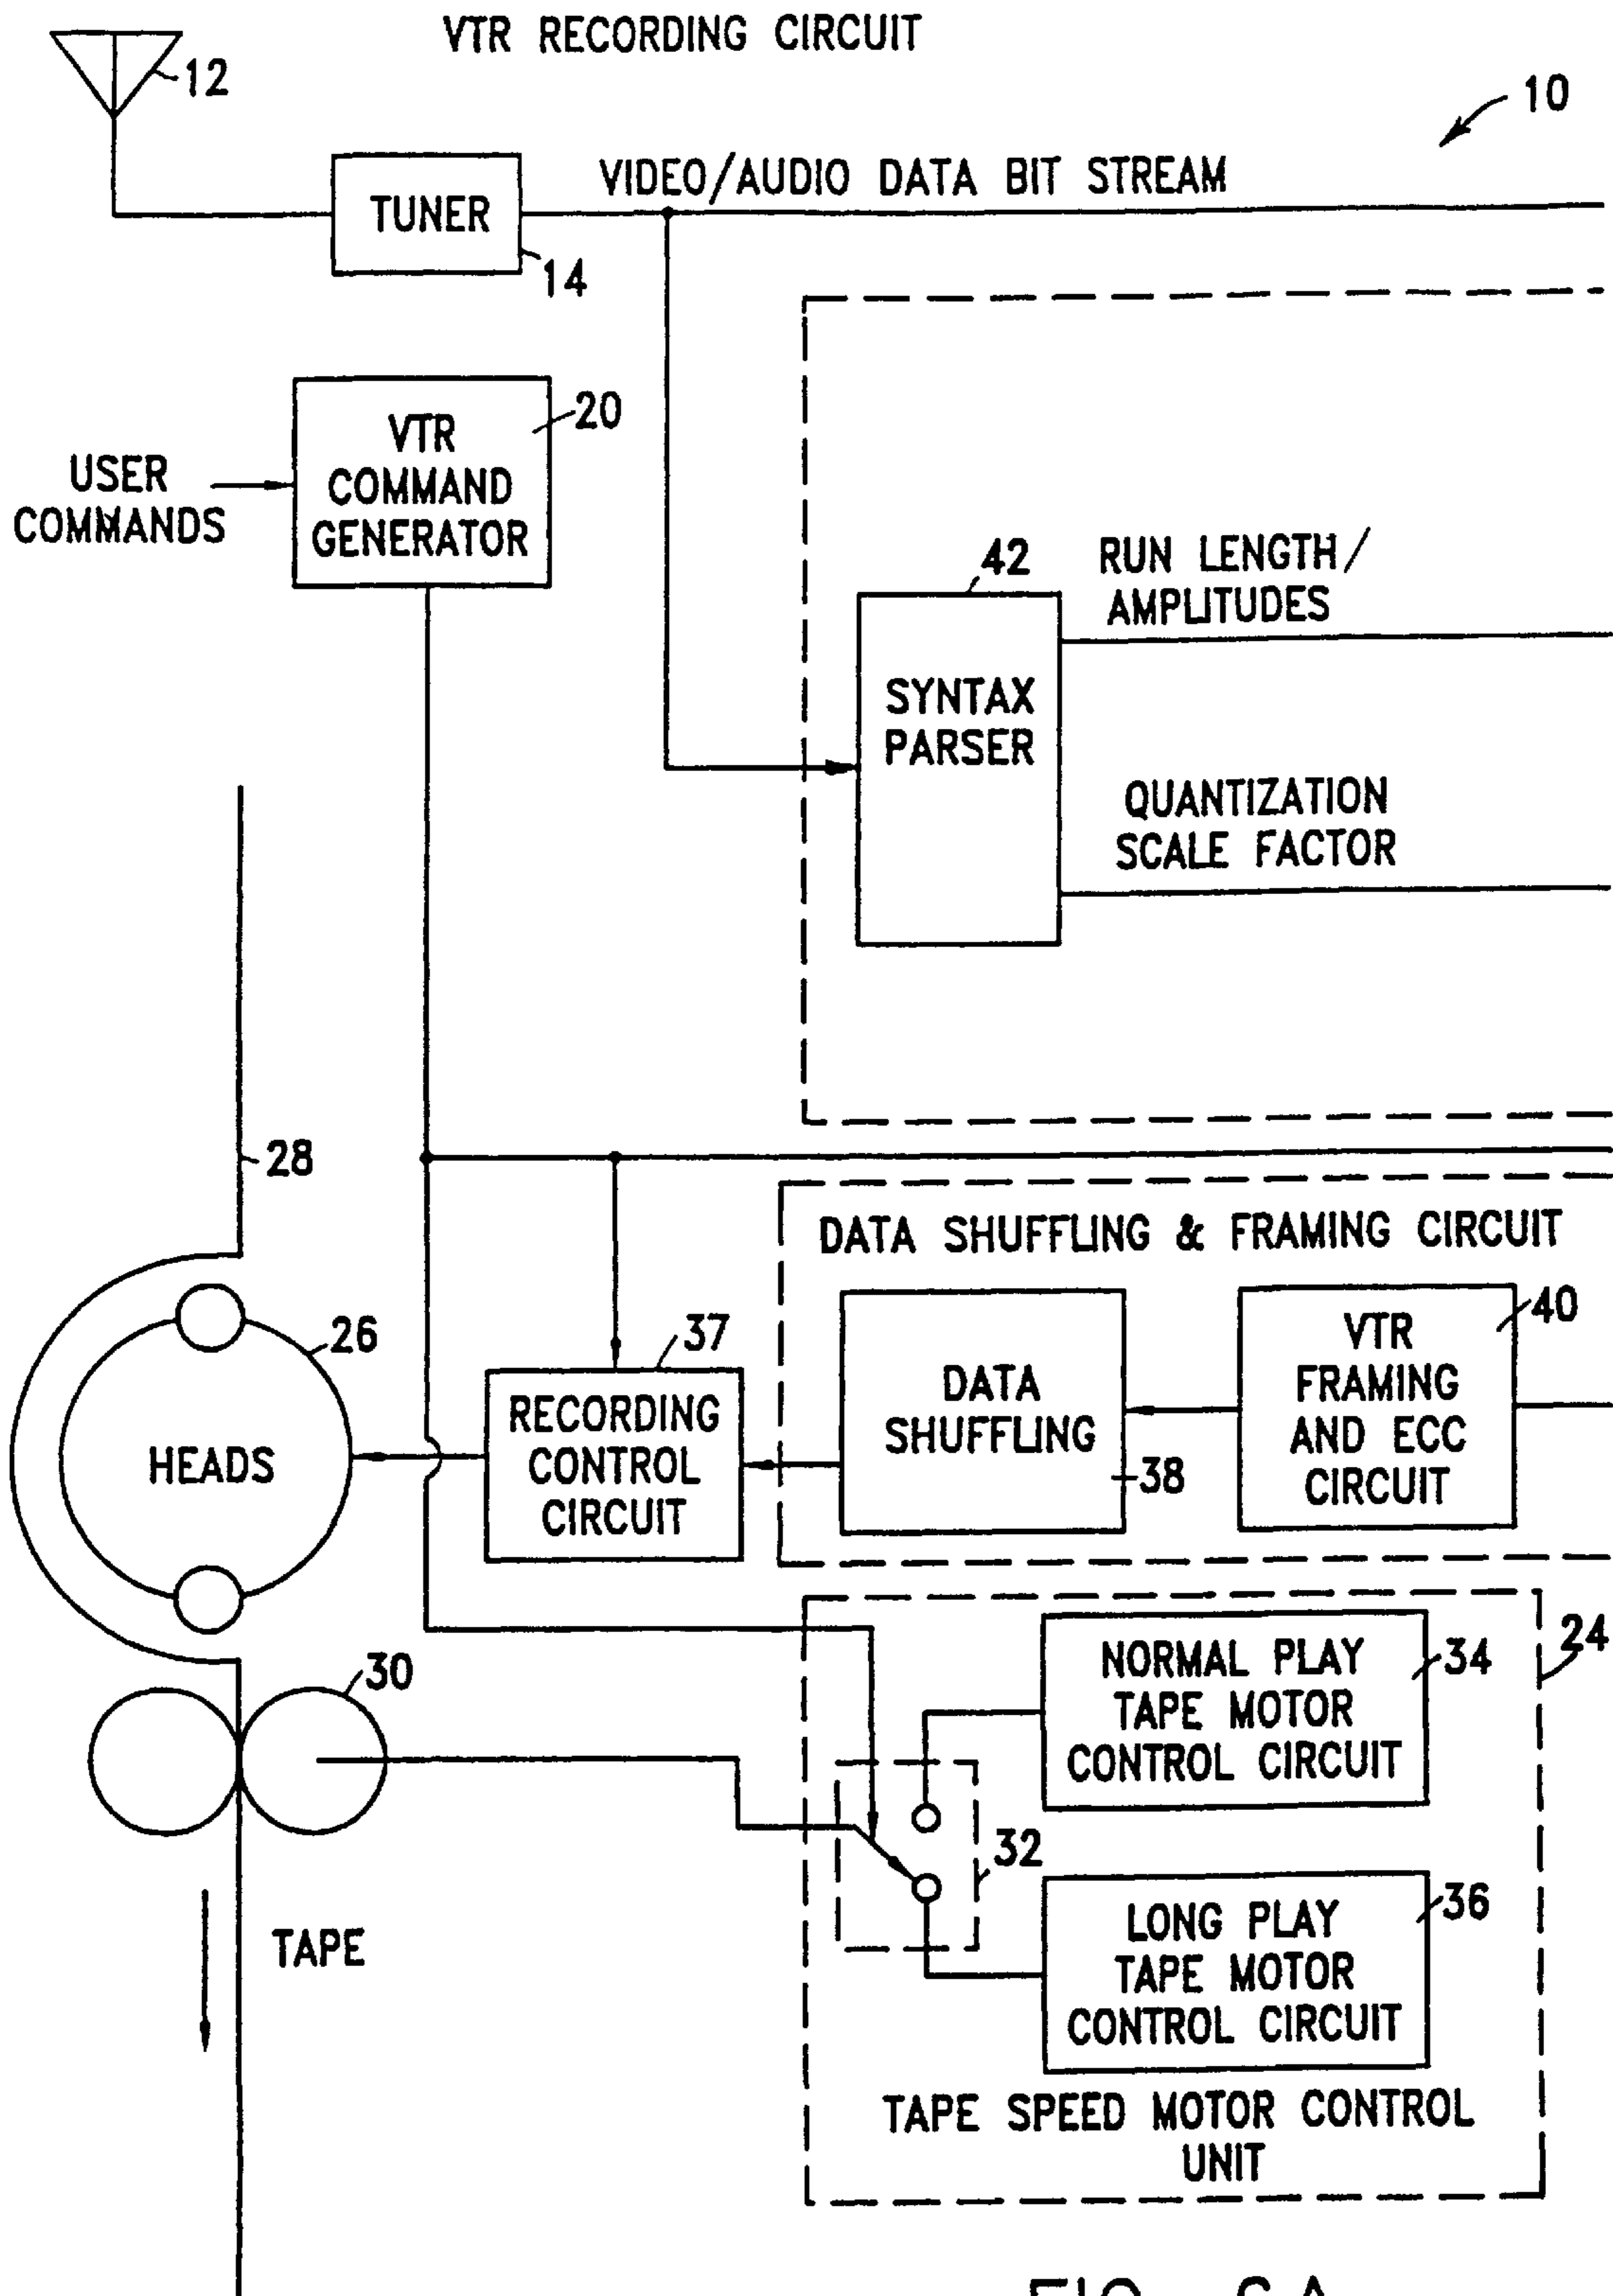 VTR RECORDING CIRCUIT
12
10
TUNER
14
VIDEO/AUDIO DATA BIT STREAM
VTR
COMMAND
GENERATOR
20
USER
COMMANDS
42
RUN LENGTH/
AMPLITUDES
SYNTAX
PARSER
QUANTIZATION
SCALE FACTOR
28
DATA SHUFFLING & FRAMING CIRCUIT
26
HEADS
37
RECORDING
CONTROL
CIRCUIT
DATA
SHUFFLING
38
VTR
FRAMING
AND ECC
CIRCUIT
40
30
NORMAL PLAY
TAPE MOTOR
CONTROL CIRCUIT
34
24
32
LONG PLAY
TAPE MOTOR
CONTROL CIRCUIT
36
TAPE
TAPE SPEED MOTOR CONTROL
UNIT